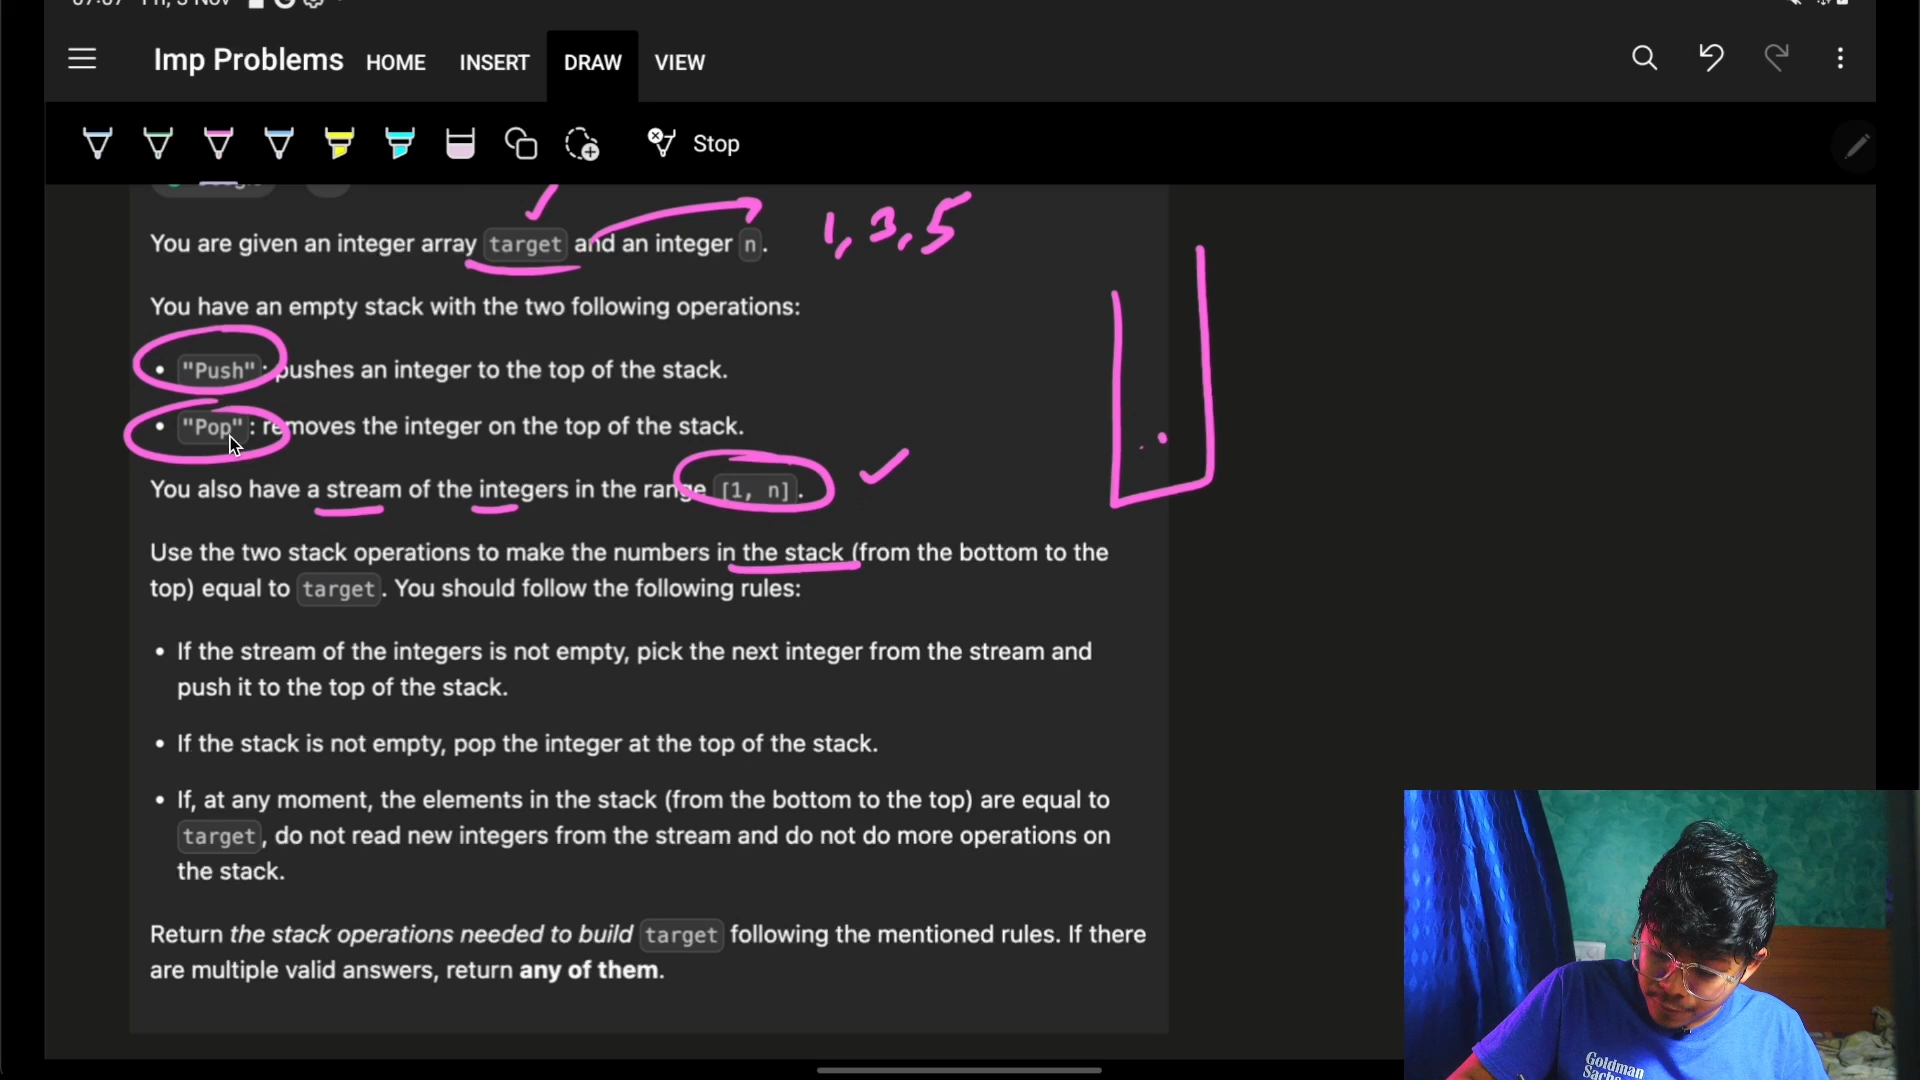 Imp Problems HOME INSERT DRAW VIEW
Stop
You are given an integer array target and an integer n.
1, 3, 5
You have an empty stack with the two following operations:
• "Push": pushes an integer to the top of the stack.
• "Pop": removes the integer on the top of the stack.
You also have a stream of the integers in the range [1, n].
Use the two stack operations to make the numbers in the stack (from the bottom to the
top) equal to target. You should follow the following rules:
• If the stream of the integers is not empty, pick the next integer from the stream and
push it to the top of the stack.
• If the stack is not empty, pop the integer at the top of the stack.
• If, at any moment, the elements in the stack (from the bottom to the top) are equal to
target, do not read new integers from the stream and do not do more operations on
the stack.
Return the stack operations needed to build target following the mentioned rules. If there
are multiple valid answers, return any of them.
Goldman
Sachs